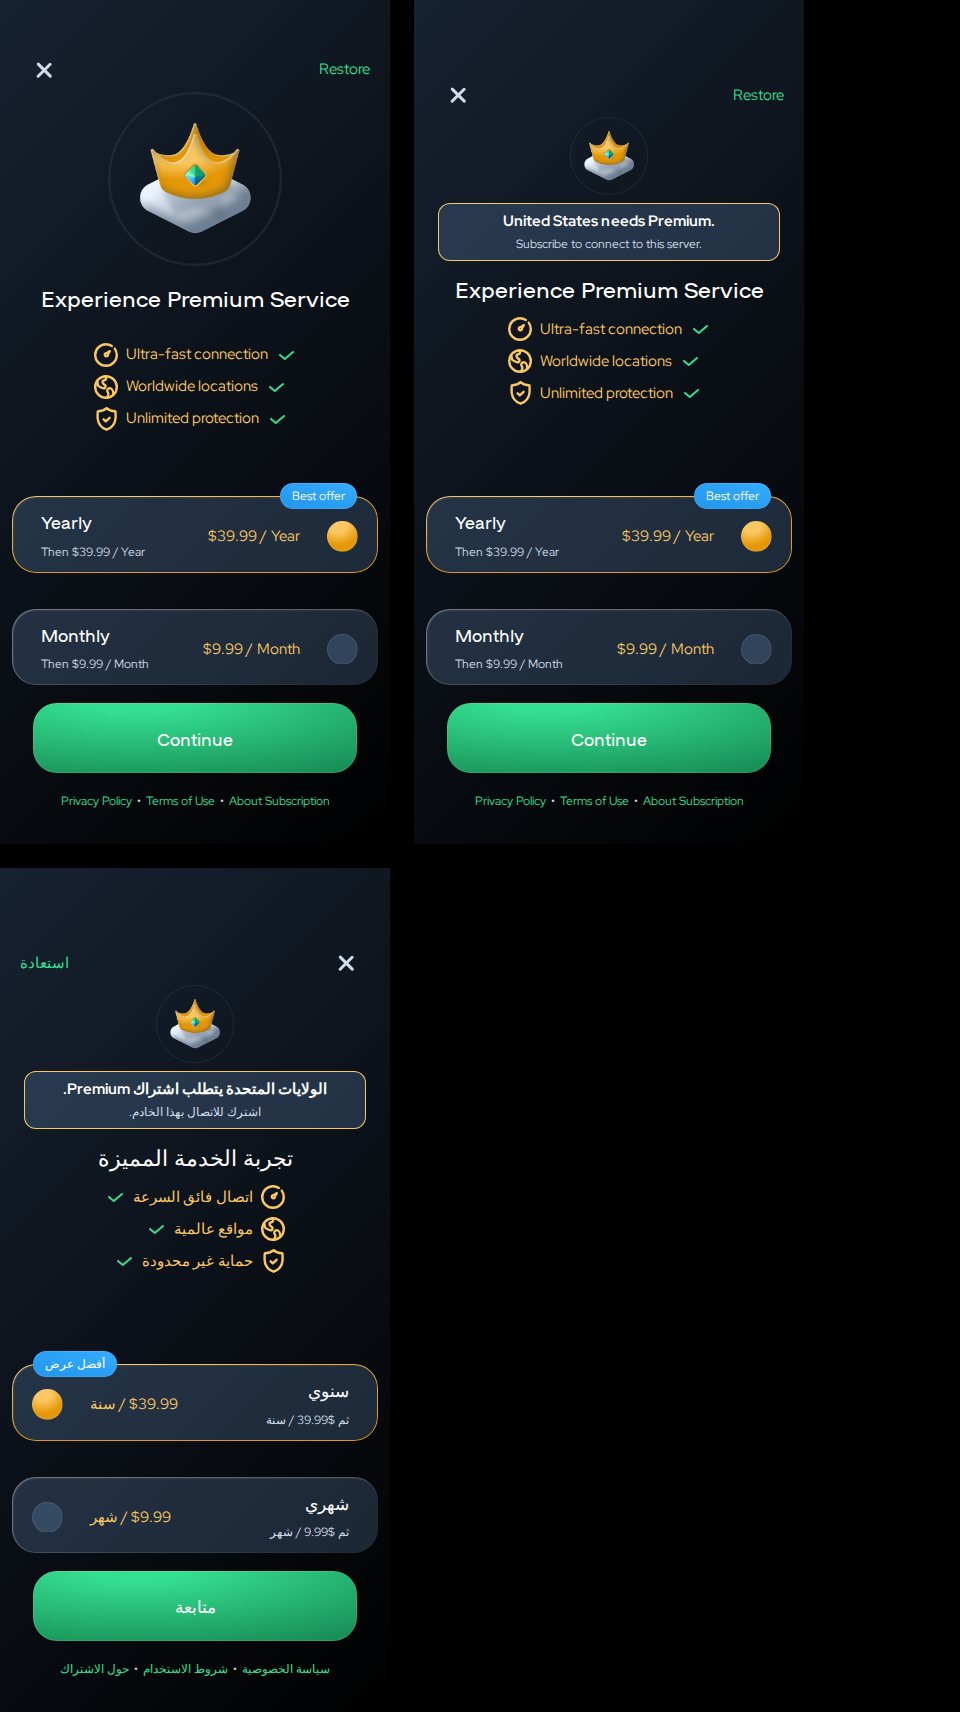 Restore
Experience Premium Service
Ultra-fast connection
Worldwide locations
Unlimited protection
Best offer
Yearly
$39.99 / Year
Then $39.99 / Year
Monthly
$9.99 / Month
Then $9.99 / Month
Continue
Privacy Policy • Terms of Use • About Subscription
Restore
United States needs Premium.
Subscribe to connect to this server.
Experience Premium Service
Ultra-fast connection
Worldwide locations
Unlimited protection
Best offer
Yearly
$39.99 / Year
Then $39.99 / Year
Monthly
$9.99 / Month
Then $9.99 / Month
Continue
Privacy Policy • Terms of Use • About Subscription
استعادة
الولايات المتحدة يتطلب اشتراك Premium.
اشترك للاتصال بهذا الخادم.
تجربة الخدمة المميزة
اتصال فائق السرعة
مواقع عالمية
حماية غير محدودة
أفضل عرض
سنوي
$39.99 / سنة
ثم $39.99 / سنة
شهري
$9.99 / شهر
ثم $9.99 / شهر
متابعة
سياسة الخصوصية • شروط الاستخدام • حول الاشتراك